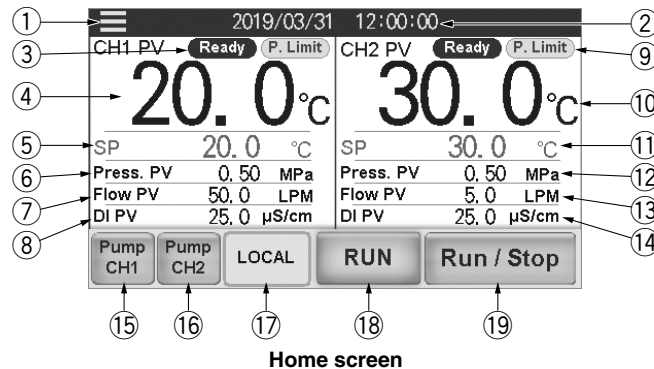 ① 2019/03/31 12:00:00 ②
③ CH1 PV Ready P. Limit CH2 PV Ready P. Limit ⑨
④ 20. 0 °C 30. 0 °C ⑩
⑤ SP 20. 0 °C SP 30. 0 °C ⑪
⑥ Press. PV 0. 50 MPa Press. PV 0. 50 MPa ⑫
⑦ Flow PV 50. 0 LPM Flow PV 5. 0 LPM ⑬
⑧ DI PV 25. 0 µS/cm DI PV 25. 0 µS/cm ⑭
Pump CH1 Pump CH2 LOCAL RUN Run / Stop
⑮ ⑯ ⑰ ⑱ ⑲
Home screen